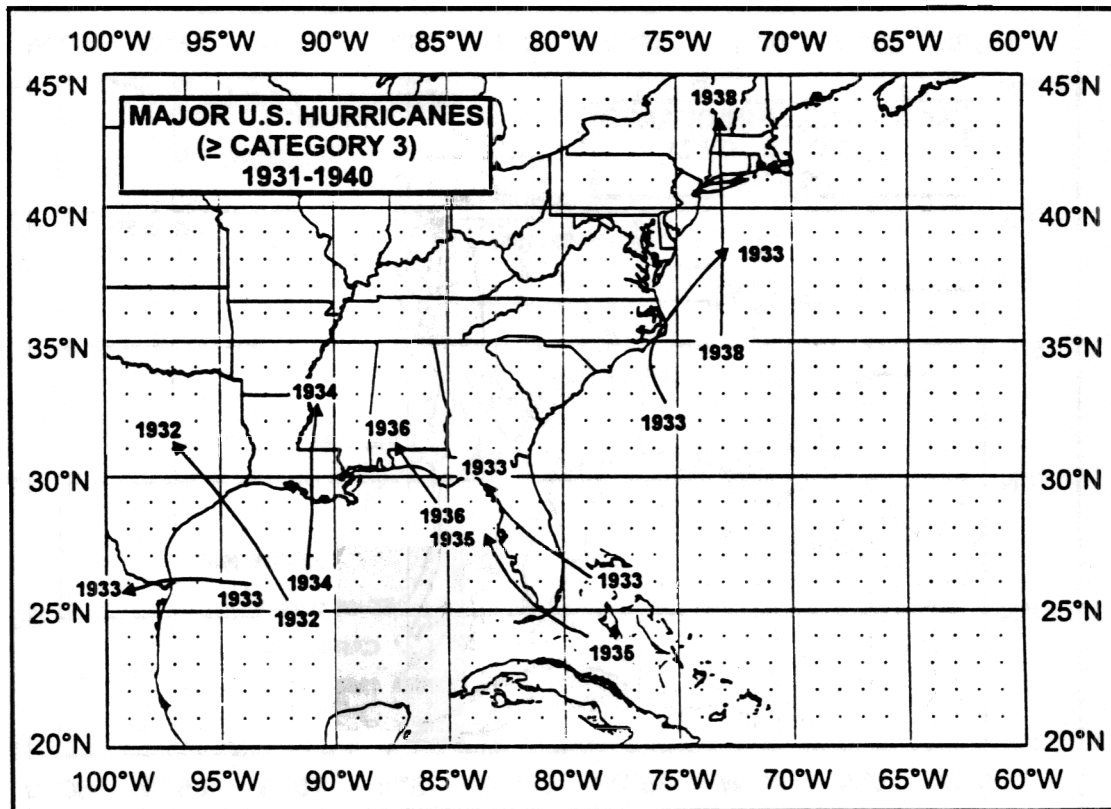 100°W 95°W 90°W 85°W 80°W 75°W 70°W 65°W 60°W
45°N 45°N
MAJOR U.S. HURRICANES
(≥ CATEGORY 3)
1931-1940
1938
40°N 40°N
1933
35°N 1938 35°N
1934
1932 1936 1933
1933
30°N 30°N
1936
1935
1933 1933 1934 1933
25°N 1932 25°N
1935
20°N 20°N
100°W 95°W 90°W 85°W 80°W 75°W 70°W 65°W 60°W